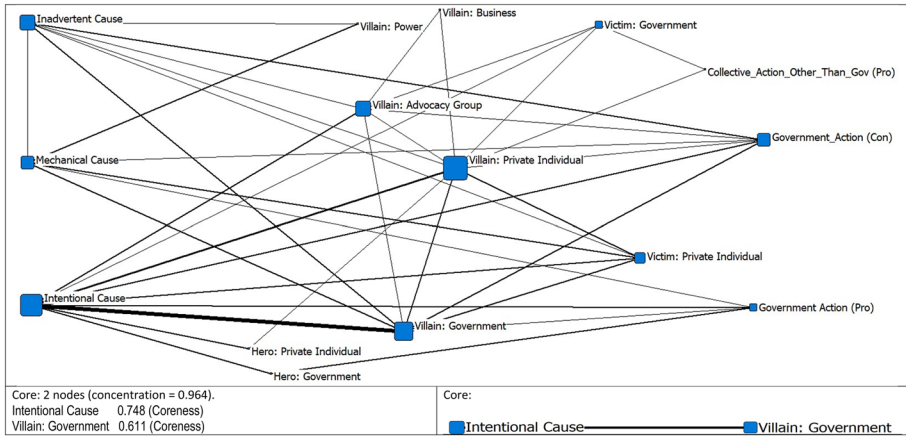 Inadvertent Cause
Villain: Power
Villain: Business
Victim: Government
Collective_Action_Other_Than_Gov (Pro)
Villain: Advocacy Group
Government_Action (Con)
Mechanical Cause
Villain: Private Individual
Victim: Private Individual
Intentional Cause
Government Action (Pro)
Villain: Government
Hero: Private Individual
Hero: Government
Core: 2 nodes (concentration = 0.964).
Intentional Cause 0.748 (Coreness)
Villain: Government 0.611 (Coreness)
Core:
Intentional Cause
Villain: Government